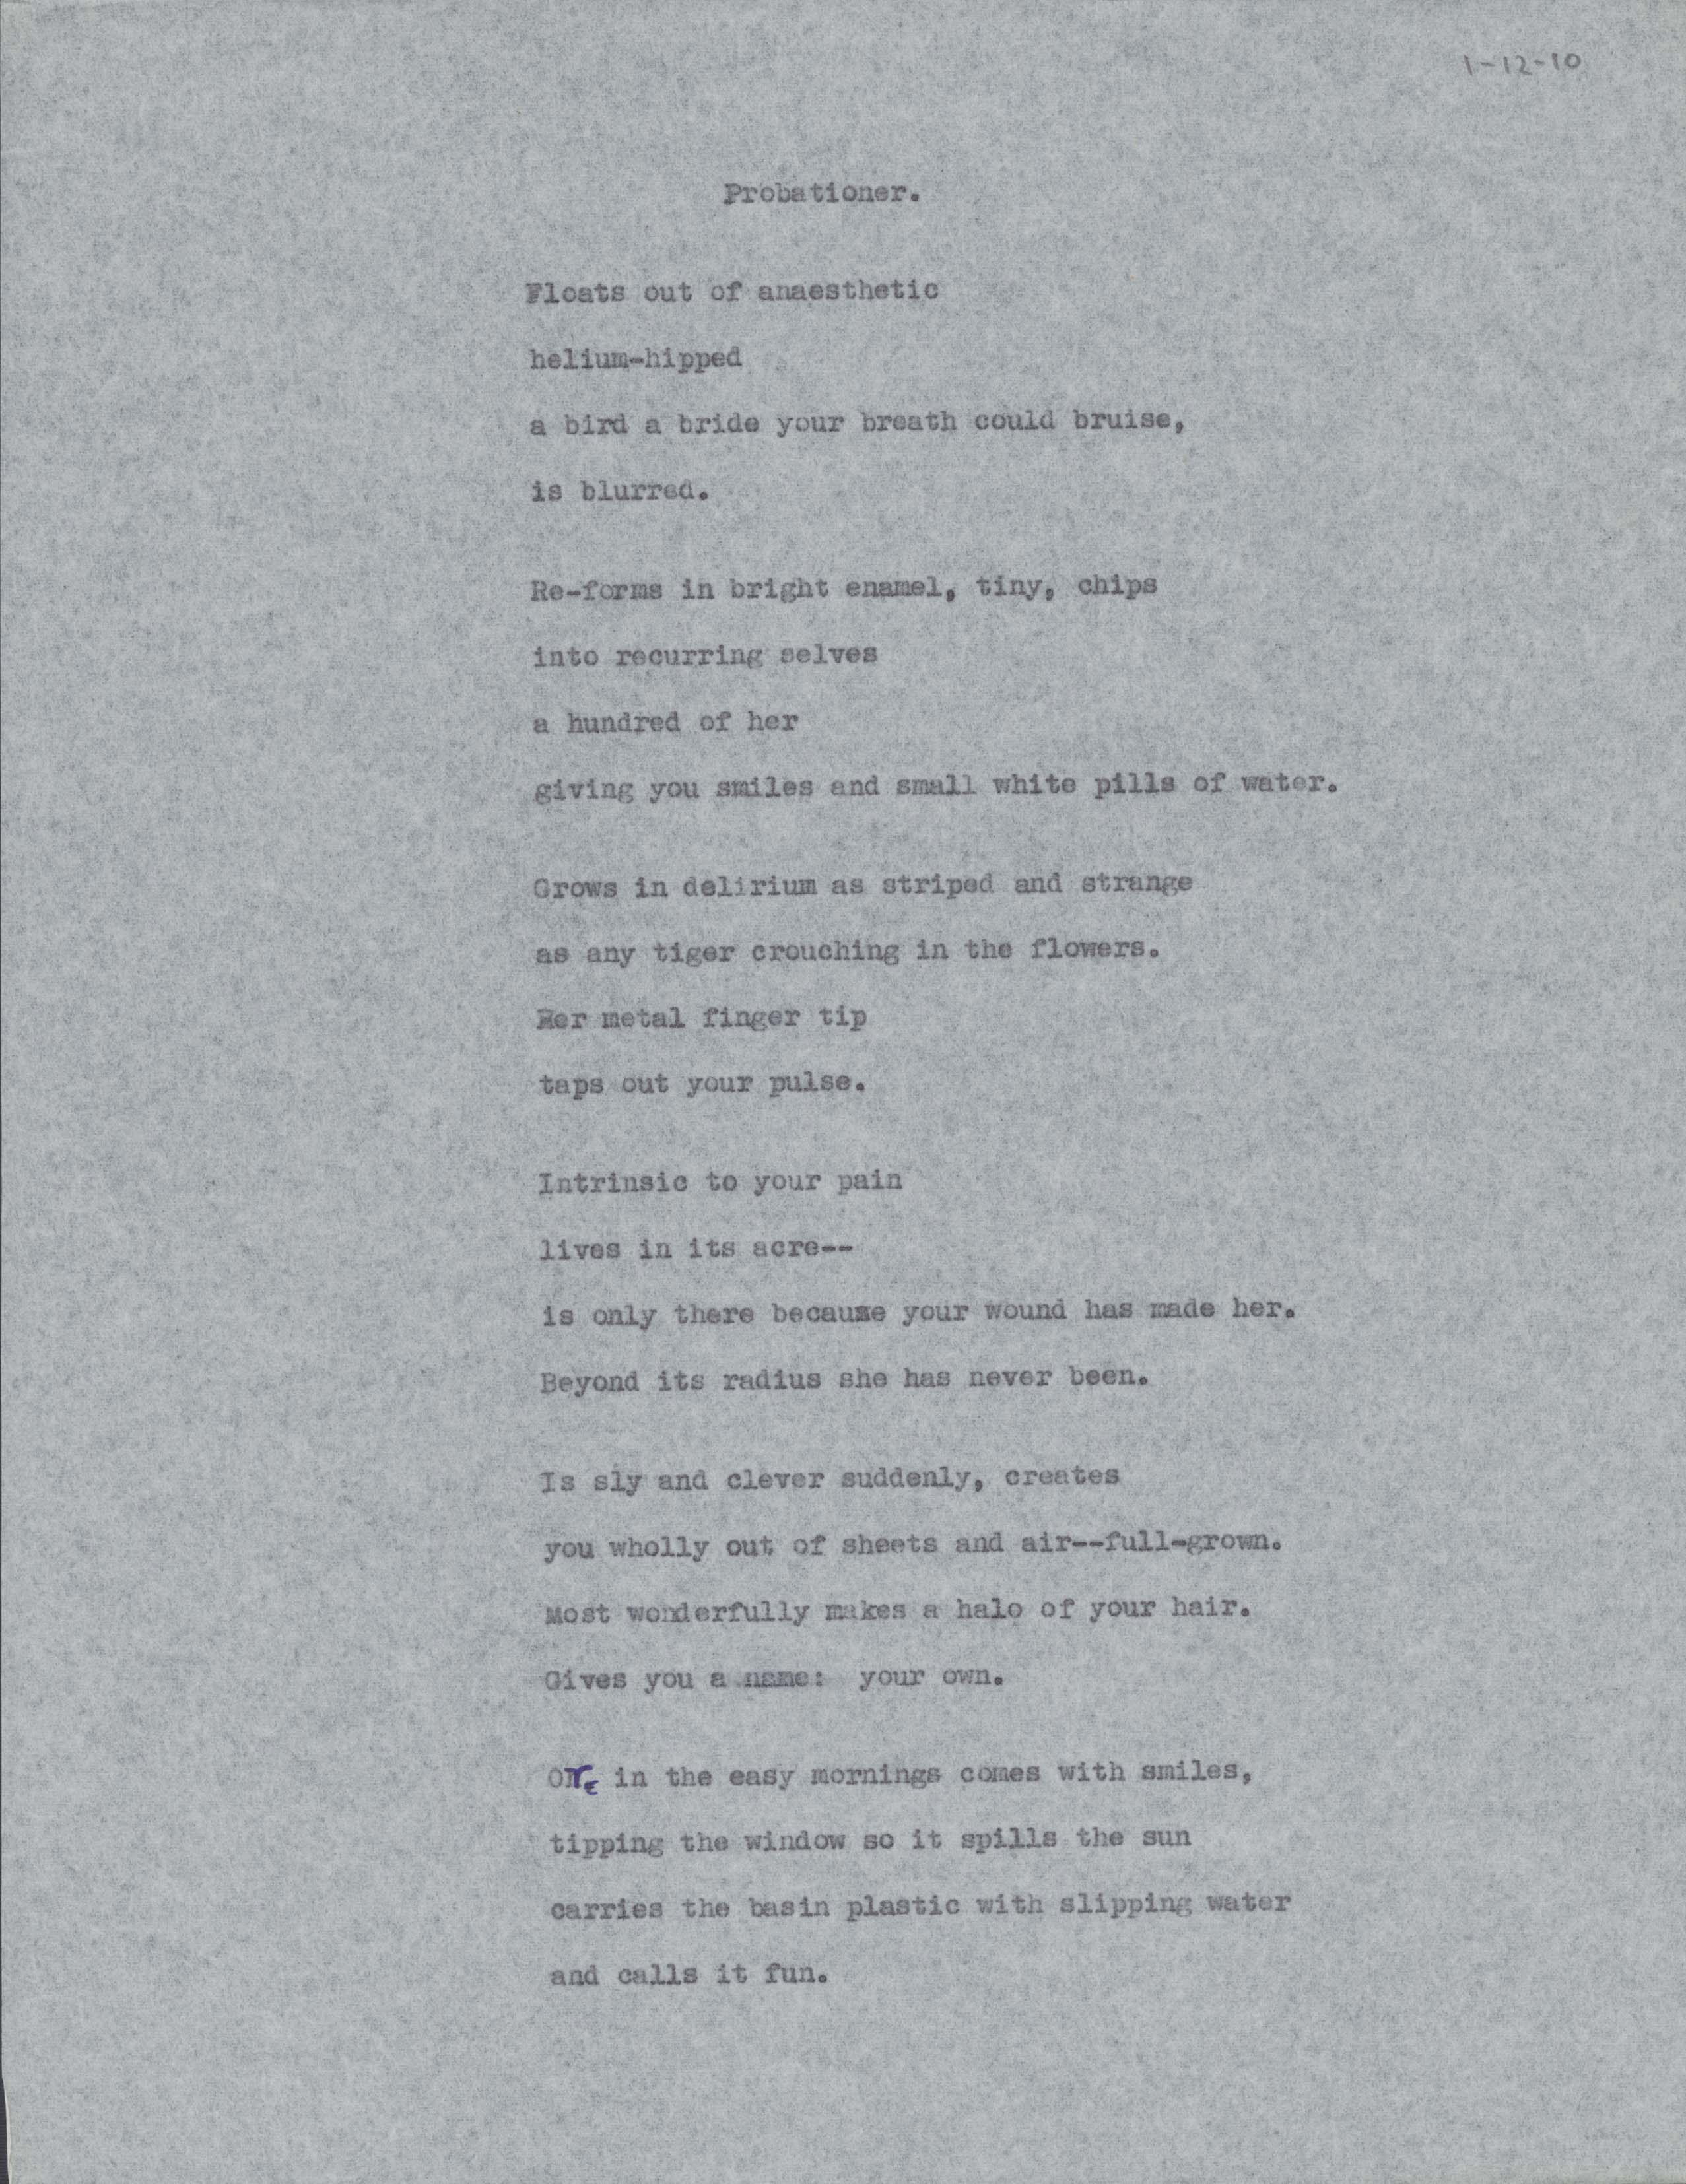 1-12-10
Probationer.
Floats out of anaesthetic
helium-hipped
a bird a bride your breath could bruise,
is blurred.
Re-forms in bright enamel, tiny, chips
into recurring selves
a hundred of her
giving you smiles and small white pills of water.
Grows in delirium as striped and strange
as any tiger crouching in the flowers.
Her metal finger tip
taps out your pulse.
Intrinsic to your pain
lives in its acre--
is only there because your wound has made her.
Beyond its radius she has never been.
Is sly and clever suddenly, creates
you wholly out of sheets and air--full-grown.
Most wonderfully makes a halo of your hair.
Gives you a name:  your own.
Or, in the easy mornings comes with smiles,
tipping the window so it spills the sun
carries the basin plastic with slipping water
and calls it fun.